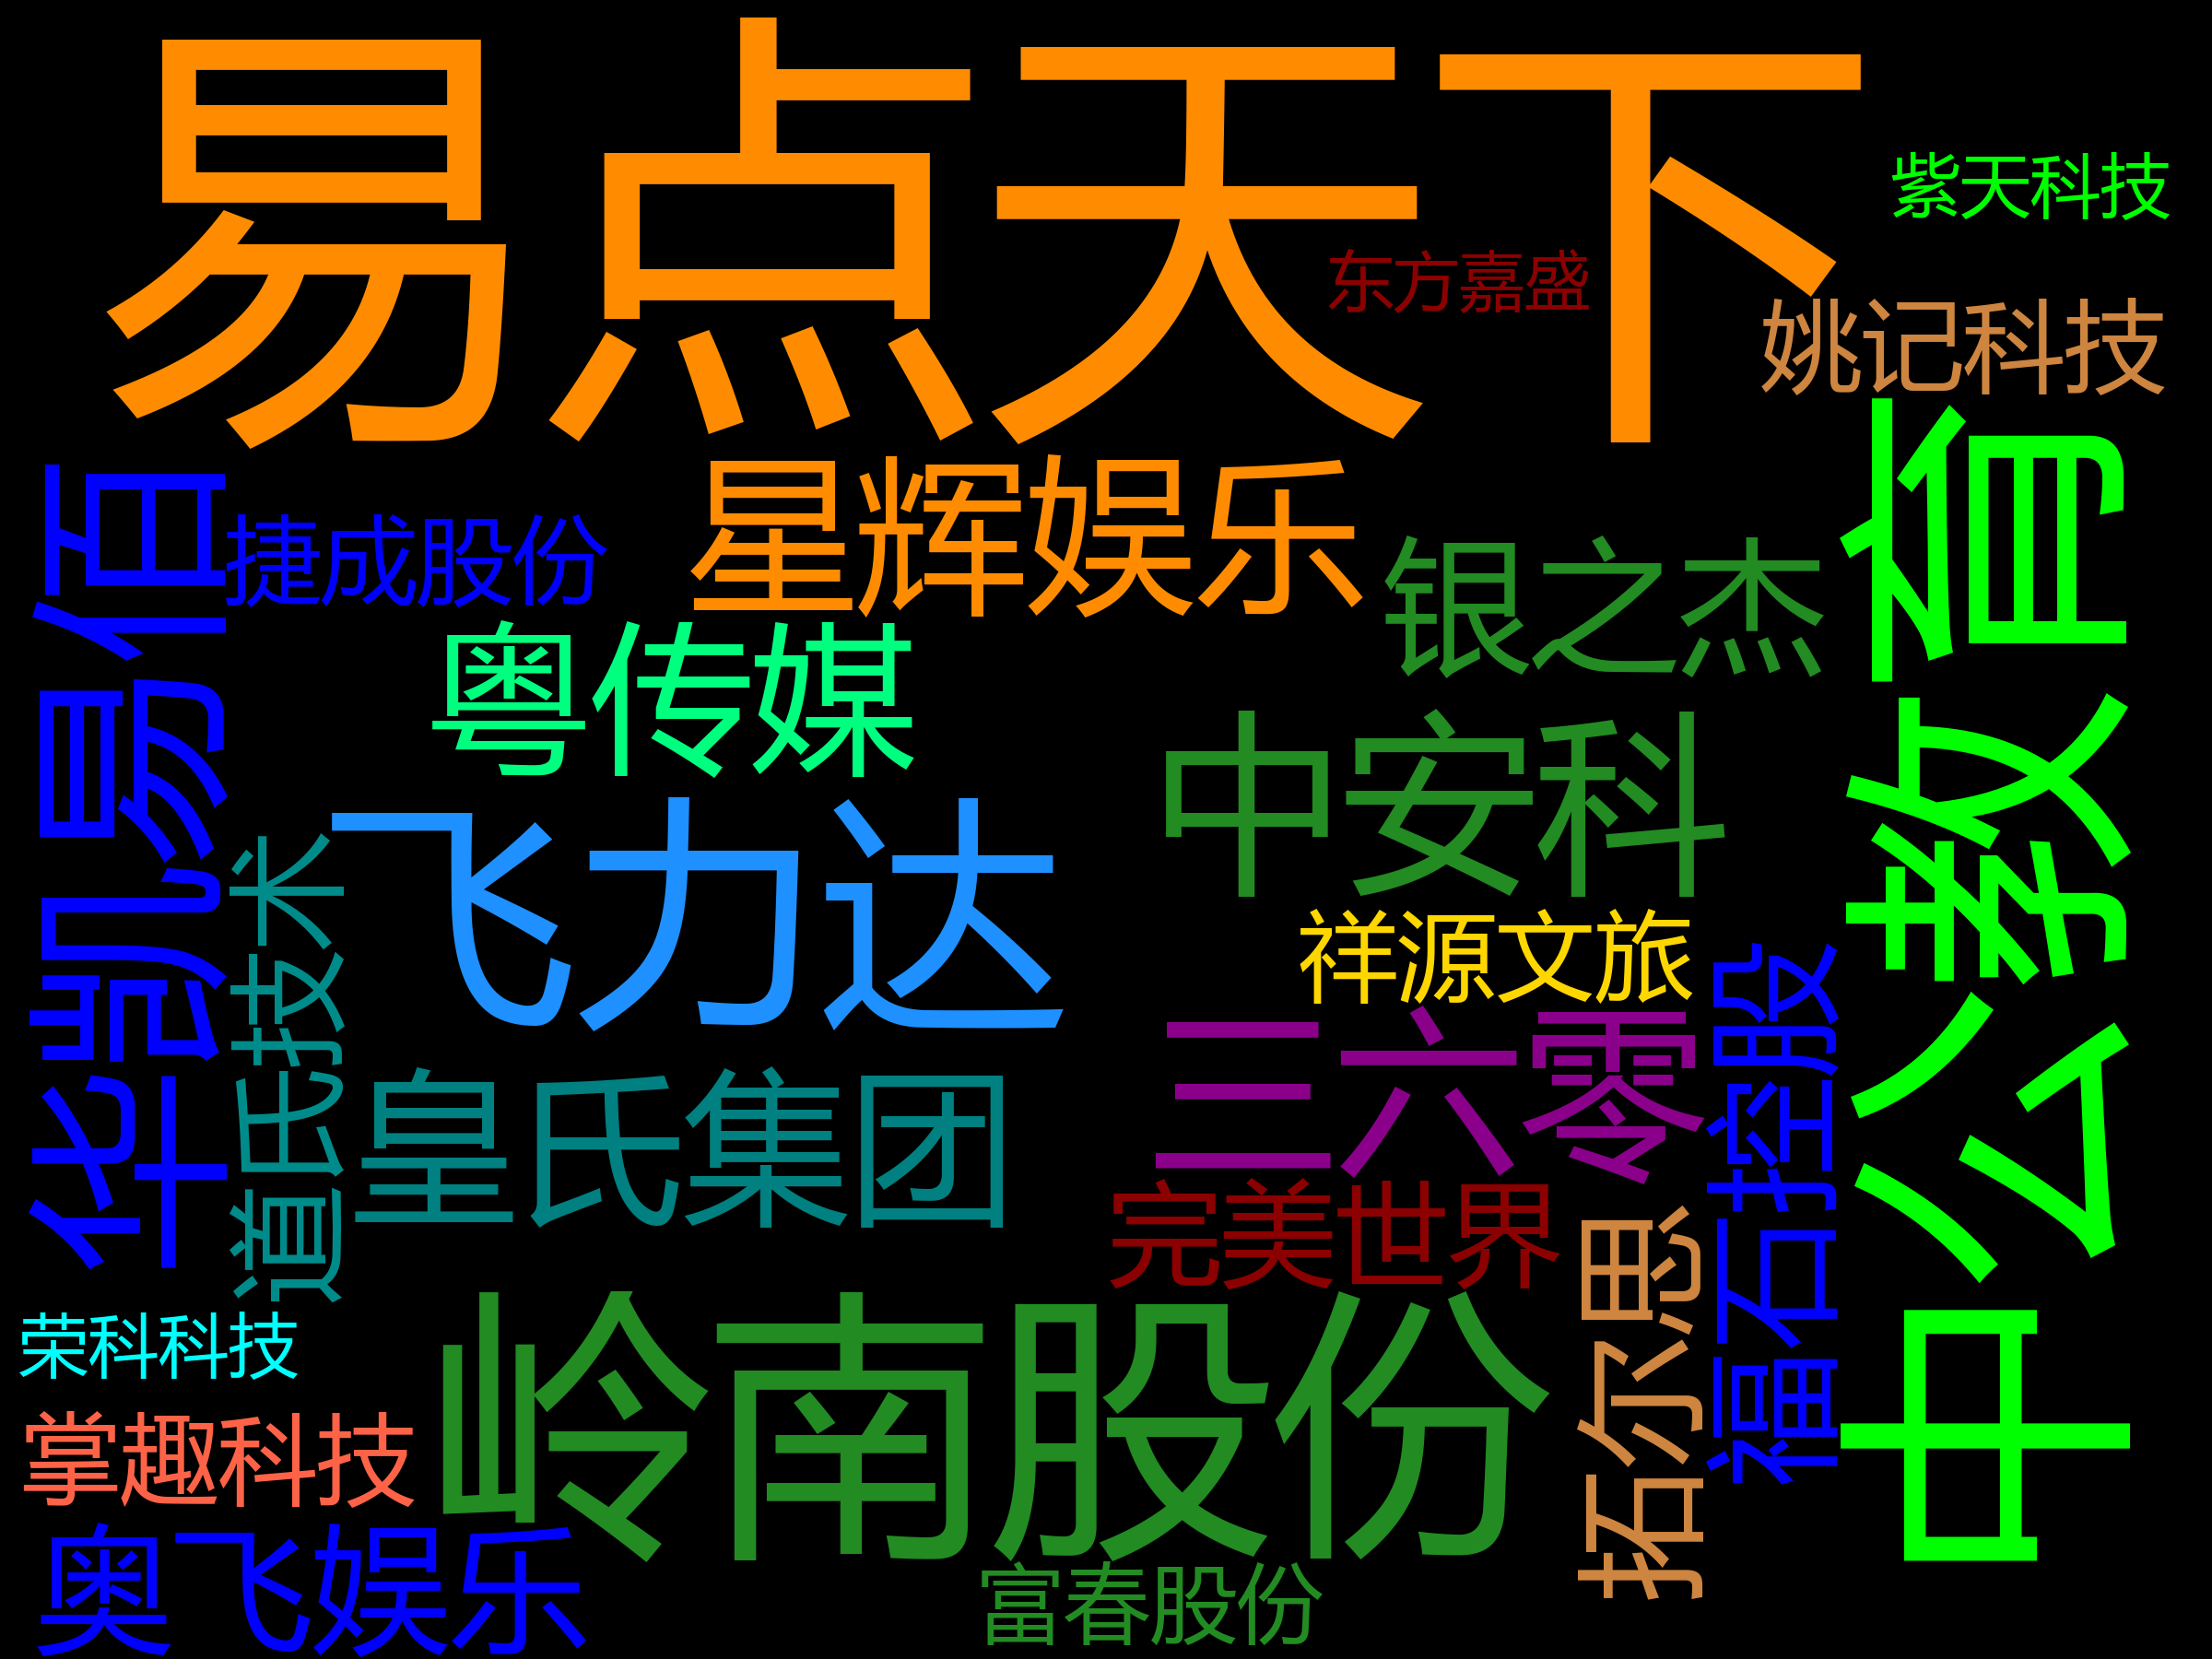 易点天下
紫天科技
东方嘉盛
姚记科技
星辉娱乐
捷成股份
银之杰
粤传媒
中公教育
华凯易佰
中安科
飞力达
祥源文旅
三六零
道氏技术
皇氏集团
福石控股
完美世界
拓尔思
岭南股份
荣科科技
掌趣科技
奥飞娱乐
富春股份